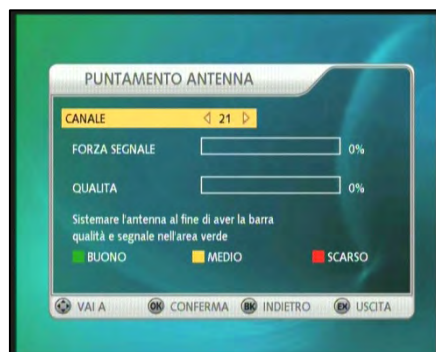 PUNTAMENTO ANTENNA
CANALE 21
FORZA SEGNALE 0%
QUALITA 0%
Sistemare l'antenna al fine di aver la barra
qualità e segnale nell'area verde
BUONO MEDIO SCARSO
VAI A OK CONFERMA BK INDIETRO EX USCITA